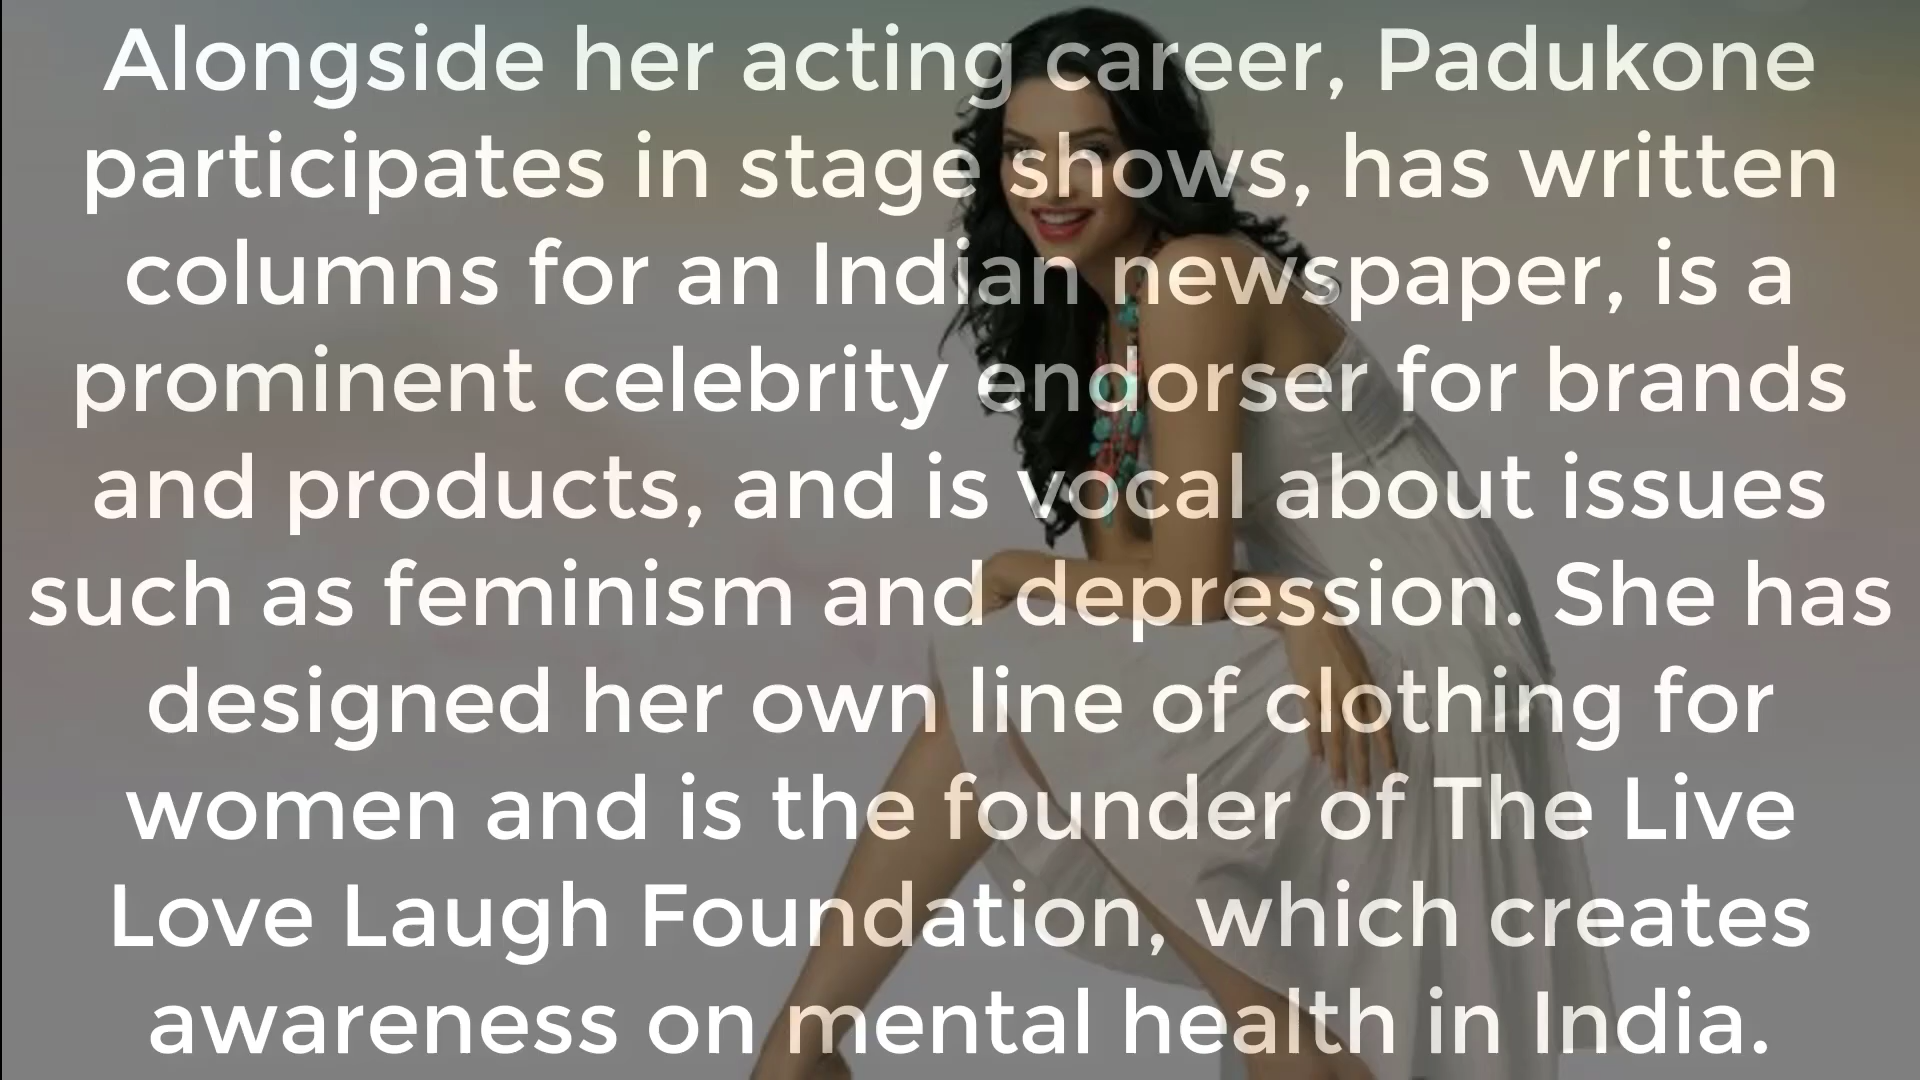 Alongside her acting career, Padukone
participates in stage shows, has written
columns for an Indian newspaper, is a
prominent celebrity endorser for brands
and products, and is vocal about issues
such as feminism and depression. She has
designed her own line of clothing for
women and is the founder of The Live
Love Laugh Foundation, which creates
awareness on mental health in India.